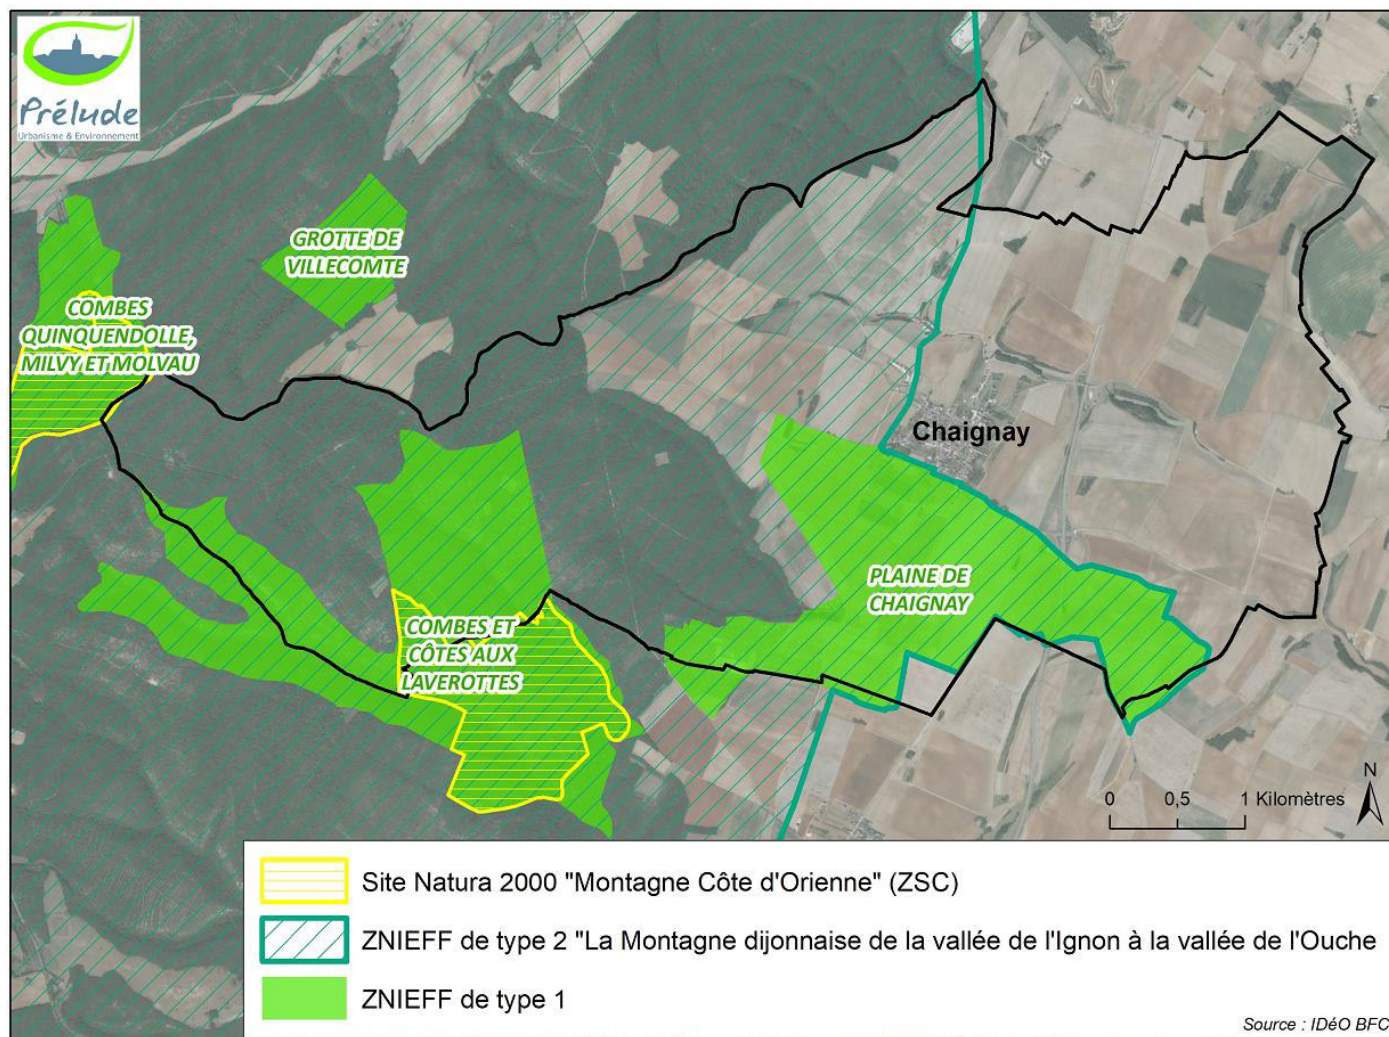 Prélude
Urbanisme & Environnement
GROTTE DE
VILLECOMTE
COMBES
QUINQUENDOLLE,
MILVY ET MOLVAU
Chaignay
PLAINE DE
CHAIGNAY
COMBES ET
CÔTES AUX
LAVEROTTES
N
0 0,5 1 Kilomètres
Site Natura 2000 "Montagne Côte d'Orienne" (ZSC)
ZNIEFF de type 2 "La Montagne dijonnaise de la vallée de l'Ignon à la vallée de l'Ouche
ZNIEFF de type 1
Source : IDéO BFC